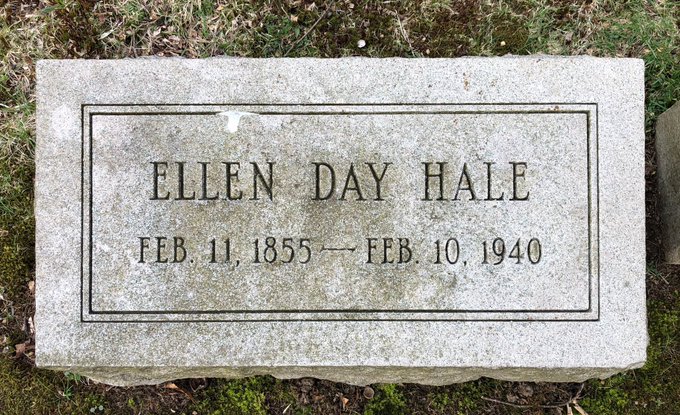 ELLEN DAY HALE
FEB. 11, 1855 — FEB. 10, 1940